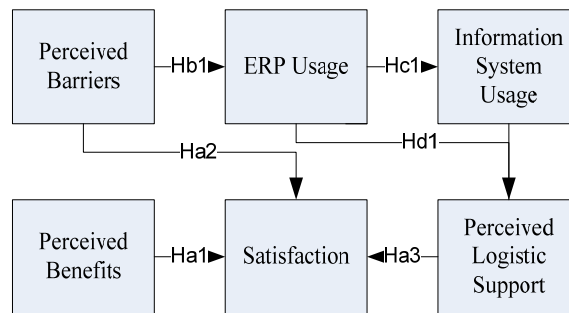 Perceived
Barriers
Hb1
ERP Usage
Hc1
Information
System
Usage
Ha2
Hd1
Perceived
Benefits
Ha1
Satisfaction
Ha3
Perceived
Logistic
Support